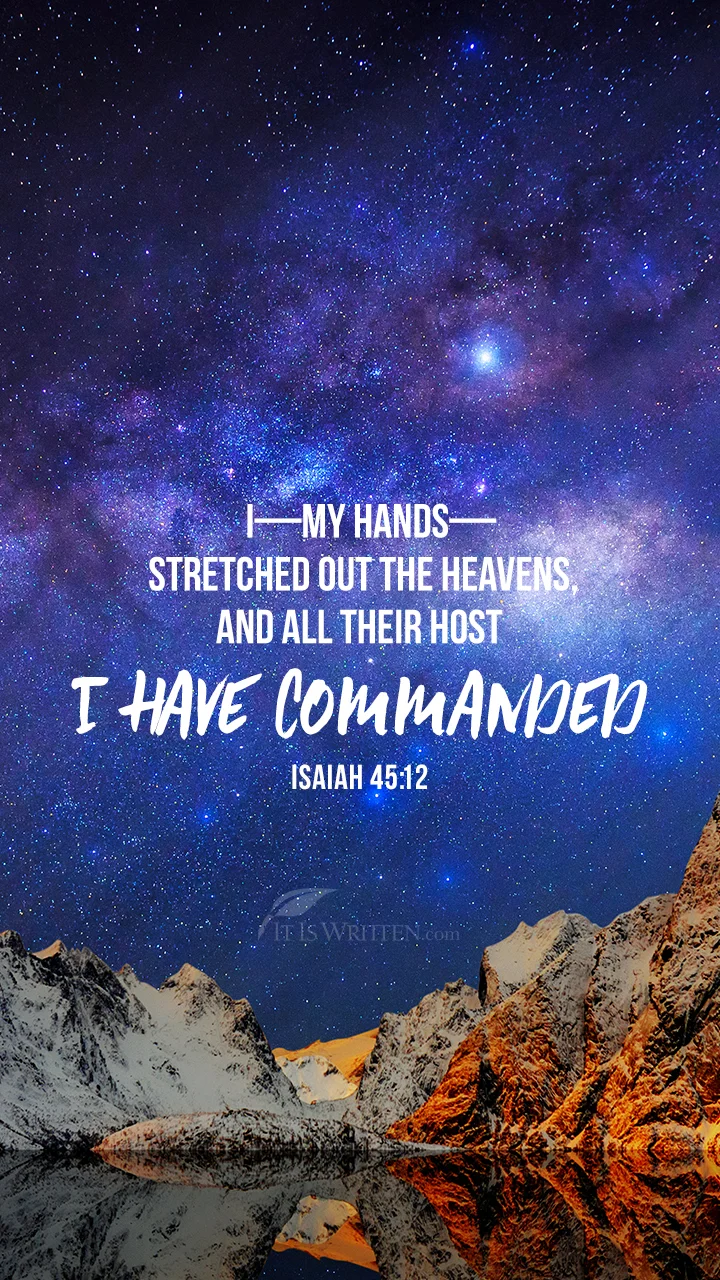 I—MY HANDS—
STRETCHED OUT THE HEAVENS,
AND ALL THEIR HOST
I HAVE COMMANDED
ISAIAH 45:12
IT IS WRITTEN.com